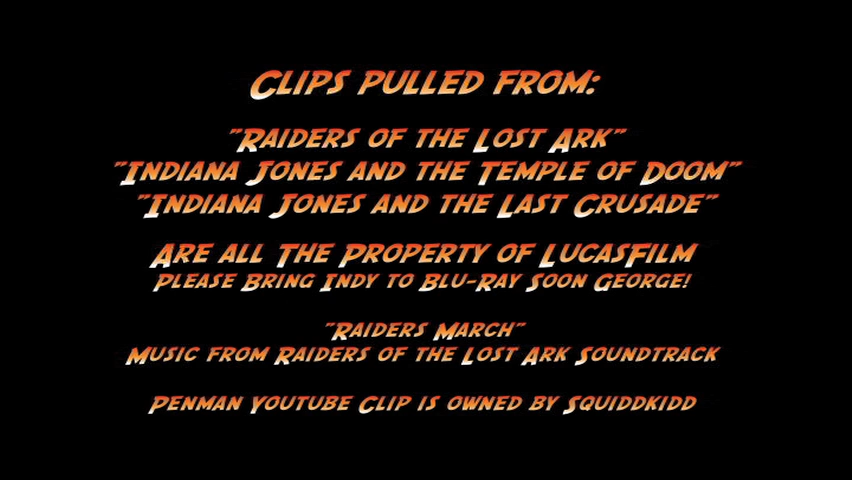 Clips pulled from:
"Raiders of the Lost Ark"
"Indiana Jones and the Temple of Doom"
"Indiana Jones and the Last Crusade"
Are all The Property of LucasFilm
Please Bring Indy to Blu-Ray Soon George!
"Raiders March"
Music from Raiders of the Lost Ark Soundtrack
Penman Youtube Clip is owned by Squiddkidd